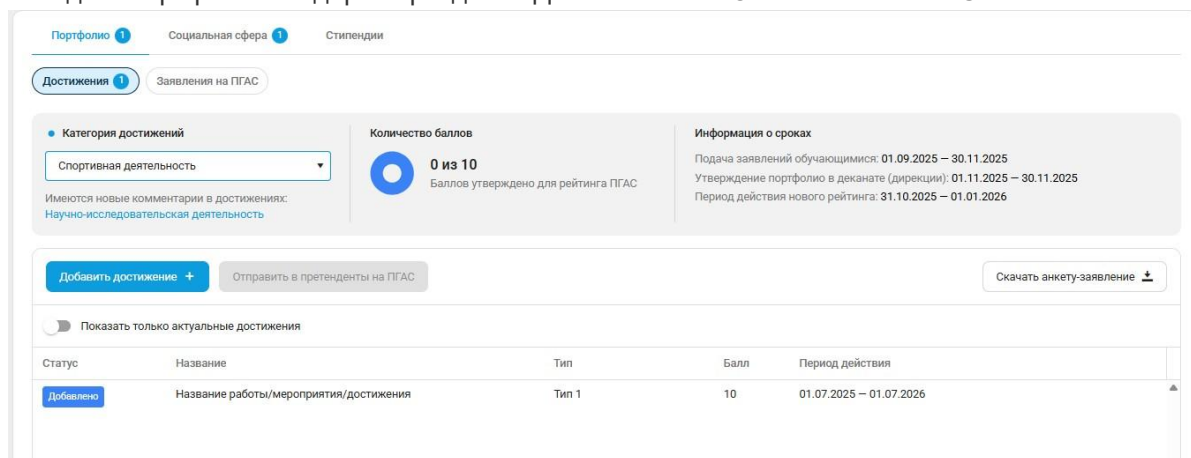 Портфолио 1 Социальная сфера 1 Стипендии
Достижения 1 Заявления на ПГАС
Категория достижений
Спортивная деятельность
Имеются новые комментарии в достижениях:
Научно-исследовательская деятельность
Количество баллов
0 из 10
Баллов утверждено для рейтинга ПГАС
Информация о сроках
Подача заявлений обучающимися: 01.09.2025 — 30.11.2025
Утверждение портфолио в деканате (дирекции): 01.11.2025 — 30.11.2025
Период действия нового рейтинга: 31.10.2025 — 01.01.2026
Добавить достижение + Отправить в претенденты на ПГАС Скачать анкету-заявление
Показать только актуальные достижения
Статус Название Тип Балл Период действия
Добавлено Название работы/мероприятия/достижения Тип 1 10 01.07.2025 — 01.07.2026